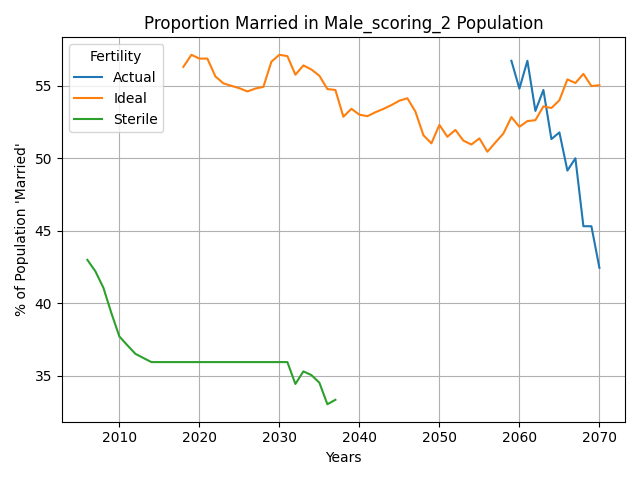 Proportion Married in Male_scoring_2 Population
Fertility
Actual
Ideal
Sterile
% of Population 'Married'
55
50
45
40
35
2010 2020 2030 2040 2050 2060 2070
Years